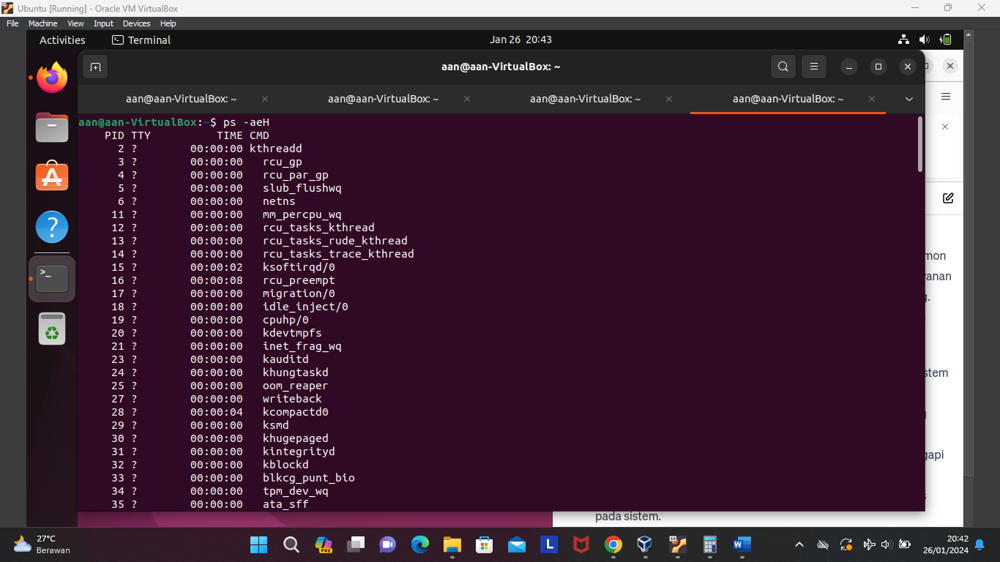 Ubuntu [Running] - Oracle VM VirtualBox
File Machine View Input Devices Help
Activities Terminal Jan 26 20:43
aan@aan-VirtualBox: ~
aan@aan-VirtualBox: ~ aan@aan-VirtualBox: ~ aan@aan-VirtualBox: ~ aan@aan-VirtualBox: ~
aan@aan-VirtualBox:~$ ps -aeH
PID TTY TIME CMD
2 ? 00:00:00 kthreadd
3 ? 00:00:00 rcu_gp
4 ? 00:00:00 rcu_par_gp
5 ? 00:00:00 slub_flushwq
6 ? 00:00:00 netns
11 ? 00:00:00 mm_percpu_wq
12 ? 00:00:00 rcu_tasks_kthread
13 ? 00:00:00 rcu_tasks_rude_kthread
14 ? 00:00:00 rcu_tasks_trace_kthread
15 ? 00:00:02 ksoftirqd/0
16 ? 00:00:08 rcu_preempt
17 ? 00:00:00 migration/0
18 ? 00:00:00 idle_inject/0
19 ? 00:00:00 cpuhp/0
20 ? 00:00:00 kdevtmpfs
21 ? 00:00:00 inet_frag_wq
23 ? 00:00:00 kauditd
24 ? 00:00:00 khungtaskd
25 ? 00:00:00 oom_reaper
27 ? 00:00:00 writeback
28 ? 00:00:04 kcompactd0
29 ? 00:00:00 ksmd
30 ? 00:00:00 khugepaged
31 ? 00:00:00 kintegrityd
32 ? 00:00:00 kblockd
33 ? 00:00:00 blkcg_punt_bio
34 ? 00:00:00 tpm_dev_wq
35 ? 00:00:00 ata_sff
mon
anan
stem
gapi
pada sistem.
27°C
Berawan
PRE
L
W
20:42
26/01/2024